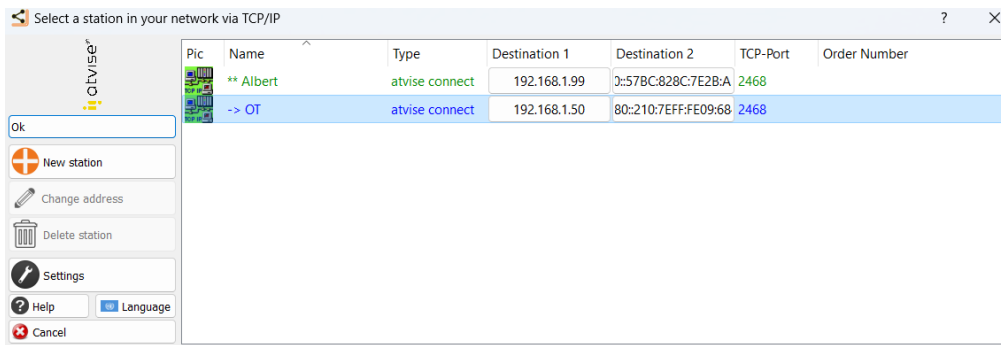 Select a station in your network via TCP/IP ?
atvise
Ok
New station
Change address
Delete station
Settings
Help Language
Cancel
Pic Name Type Destination 1 Destination 2 TCP-Port Order Number
TCP IP ** Albert atvise connect 192.168.1.99 0::57BC:828C:7E2B:A 2468
TCP IP -> OT atvise connect 192.168.1.50 80::210:7EFF:FE09:68 2468